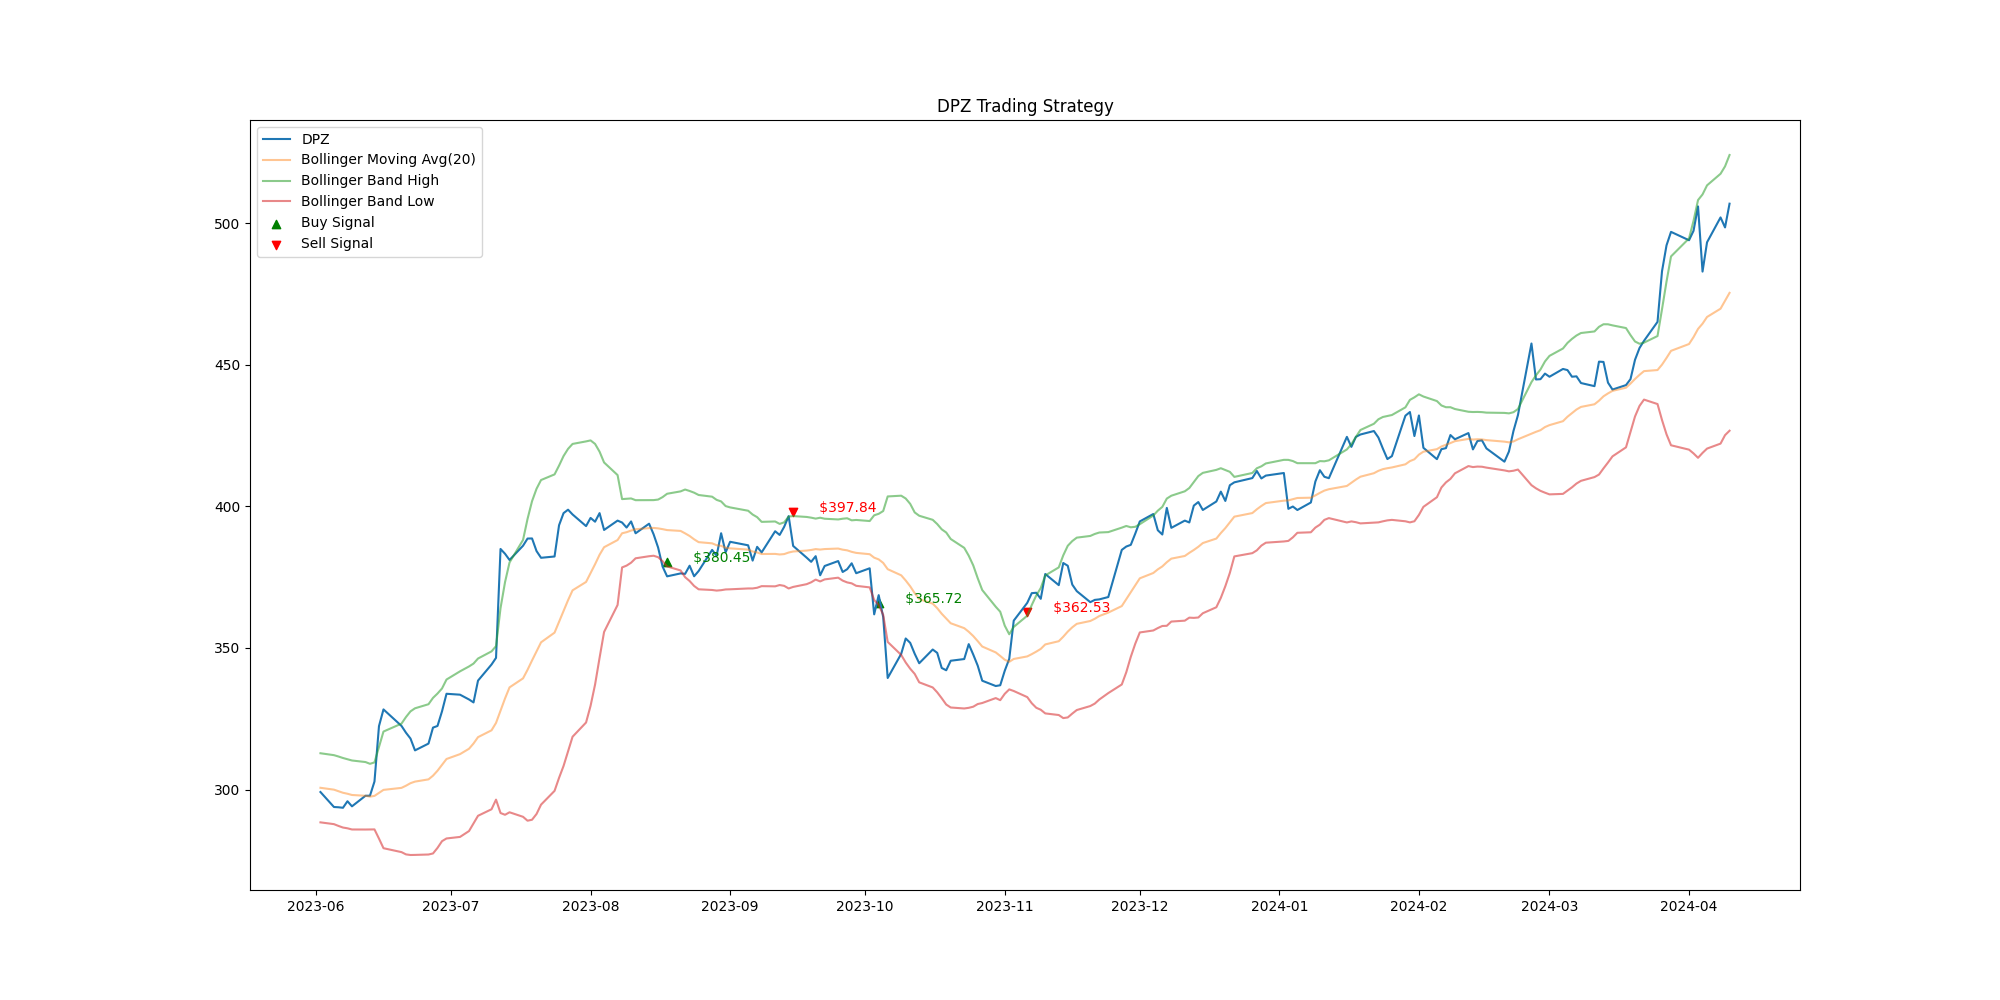 DPZ Trading Strategy
DPZ
Bollinger Moving Avg(20)
Bollinger Band High
Bollinger Band Low
Buy Signal
Sell Signal
500
450
400
350
300
$397.84
$380.45
$365.72
$362.53
2023-06 2023-07 2023-08 2023-09 2023-10 2023-11 2023-12 2024-01 2024-02 2024-03 2024-04